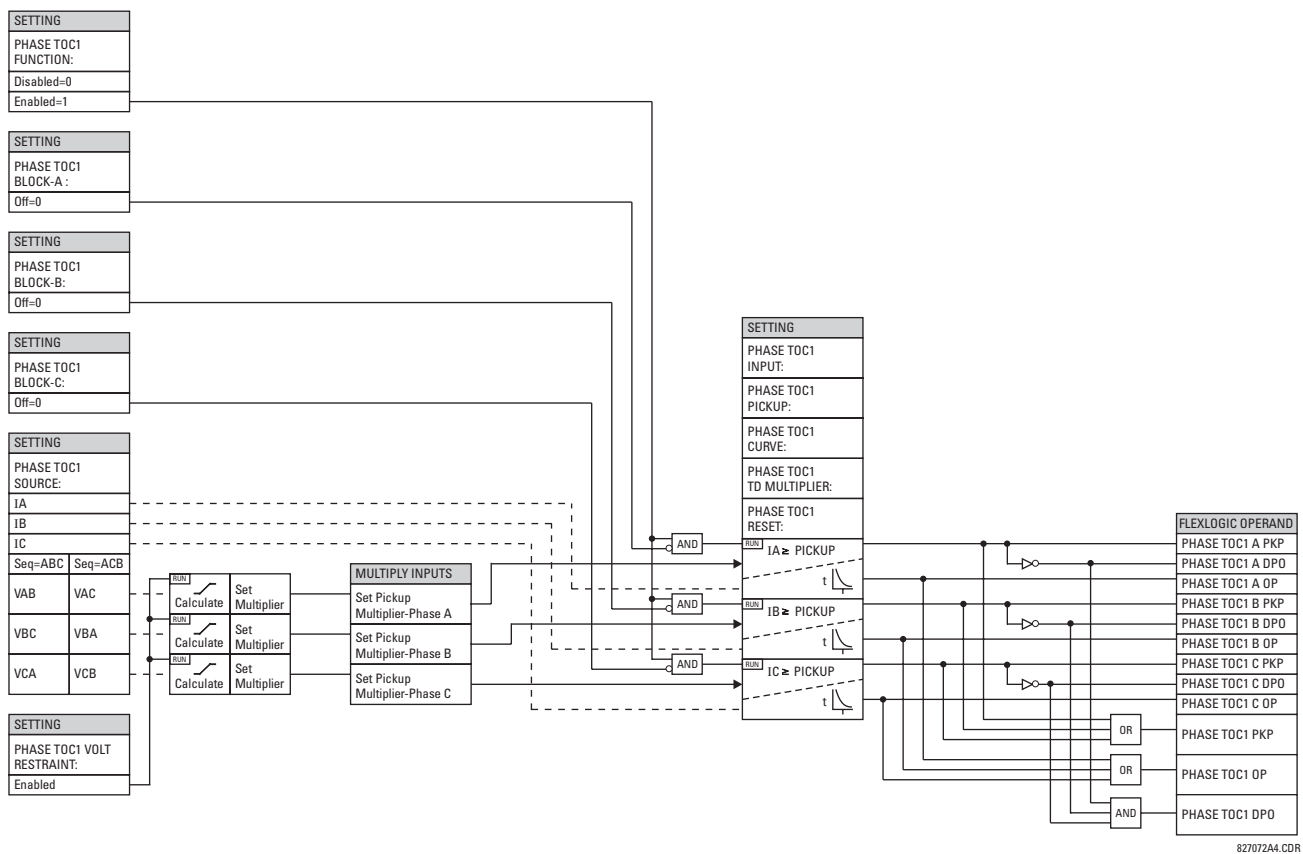 SETTING
PHASE TOC1
FUNCTION:
Disabled=0
Enabled=1
SETTING
PHASE TOC1
BLOCK-A :
Off=0
SETTING
PHASE TOC1
BLOCK-B:
Off=0
SETTING
PHASE TOC1
BLOCK-C:
Off=0
SETTING
PHASE TOC1
SOURCE:
IA
IB
IC
Seq=ABC Seq=ACB
VAB VAC
VBC VBA
VCA VCB
SETTING
PHASE TOC1 VOLT
RESTRAINT:
Enabled
RUN
Calculate
Set
Multiplier
RUN
Calculate
Set
Multiplier
RUN
Calculate
Set
Multiplier
MULTIPLY INPUTS
Set Pickup
Multiplier-Phase A
Set Pickup
Multiplier-Phase B
Set Pickup
Multiplier-Phase C
AND
AND
AND
SETTING
PHASE TOC1
INPUT:
PHASE TOC1
PICKUP:
PHASE TOC1
CURVE:
PHASE TOC1
TD MULTIPLIER:
PHASE TOC1
RESET:
RUN
IA ≥ PICKUP
t
RUN
IB ≥ PICKUP
t
RUN
IC ≥ PICKUP
t
OR
OR
AND
FLEXLOGIC OPERAND
PHASE TOC1 A PKP
PHASE TOC1 A DPO
PHASE TOC1 A OP
PHASE TOC1 B PKP
PHASE TOC1 B DPO
PHASE TOC1 B OP
PHASE TOC1 C PKP
PHASE TOC1 C DPO
PHASE TOC1 C OP
PHASE TOC1 PKP
PHASE TOC1 OP
PHASE TOC1 DPO
827072A4.CDR